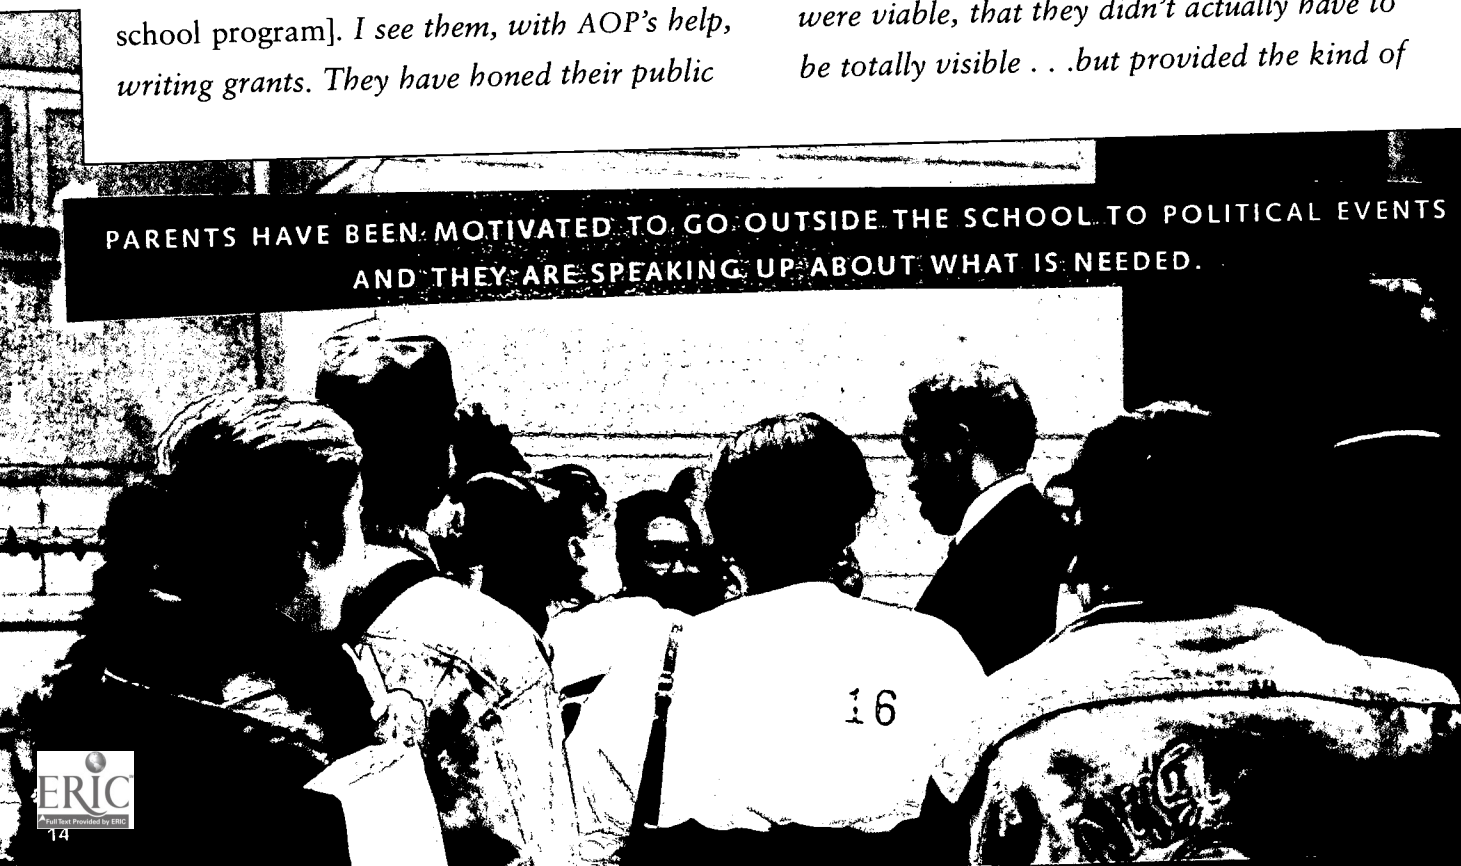 school program]. I see them, with AOP's help,
writing grants. They have honed their public
were viable, that they didn't actually have to
be totally visible . . .but provided the kind of
PARENTS HAVE BEEN MOTIVATED TO GO OUTSIDE THE SCHOOL TO POLITICAL EVENTS
AND THEY ARE SPEAKING UP ABOUT WHAT IS NEEDED.
16
ERIC
Full Text Provided by ERIC
14